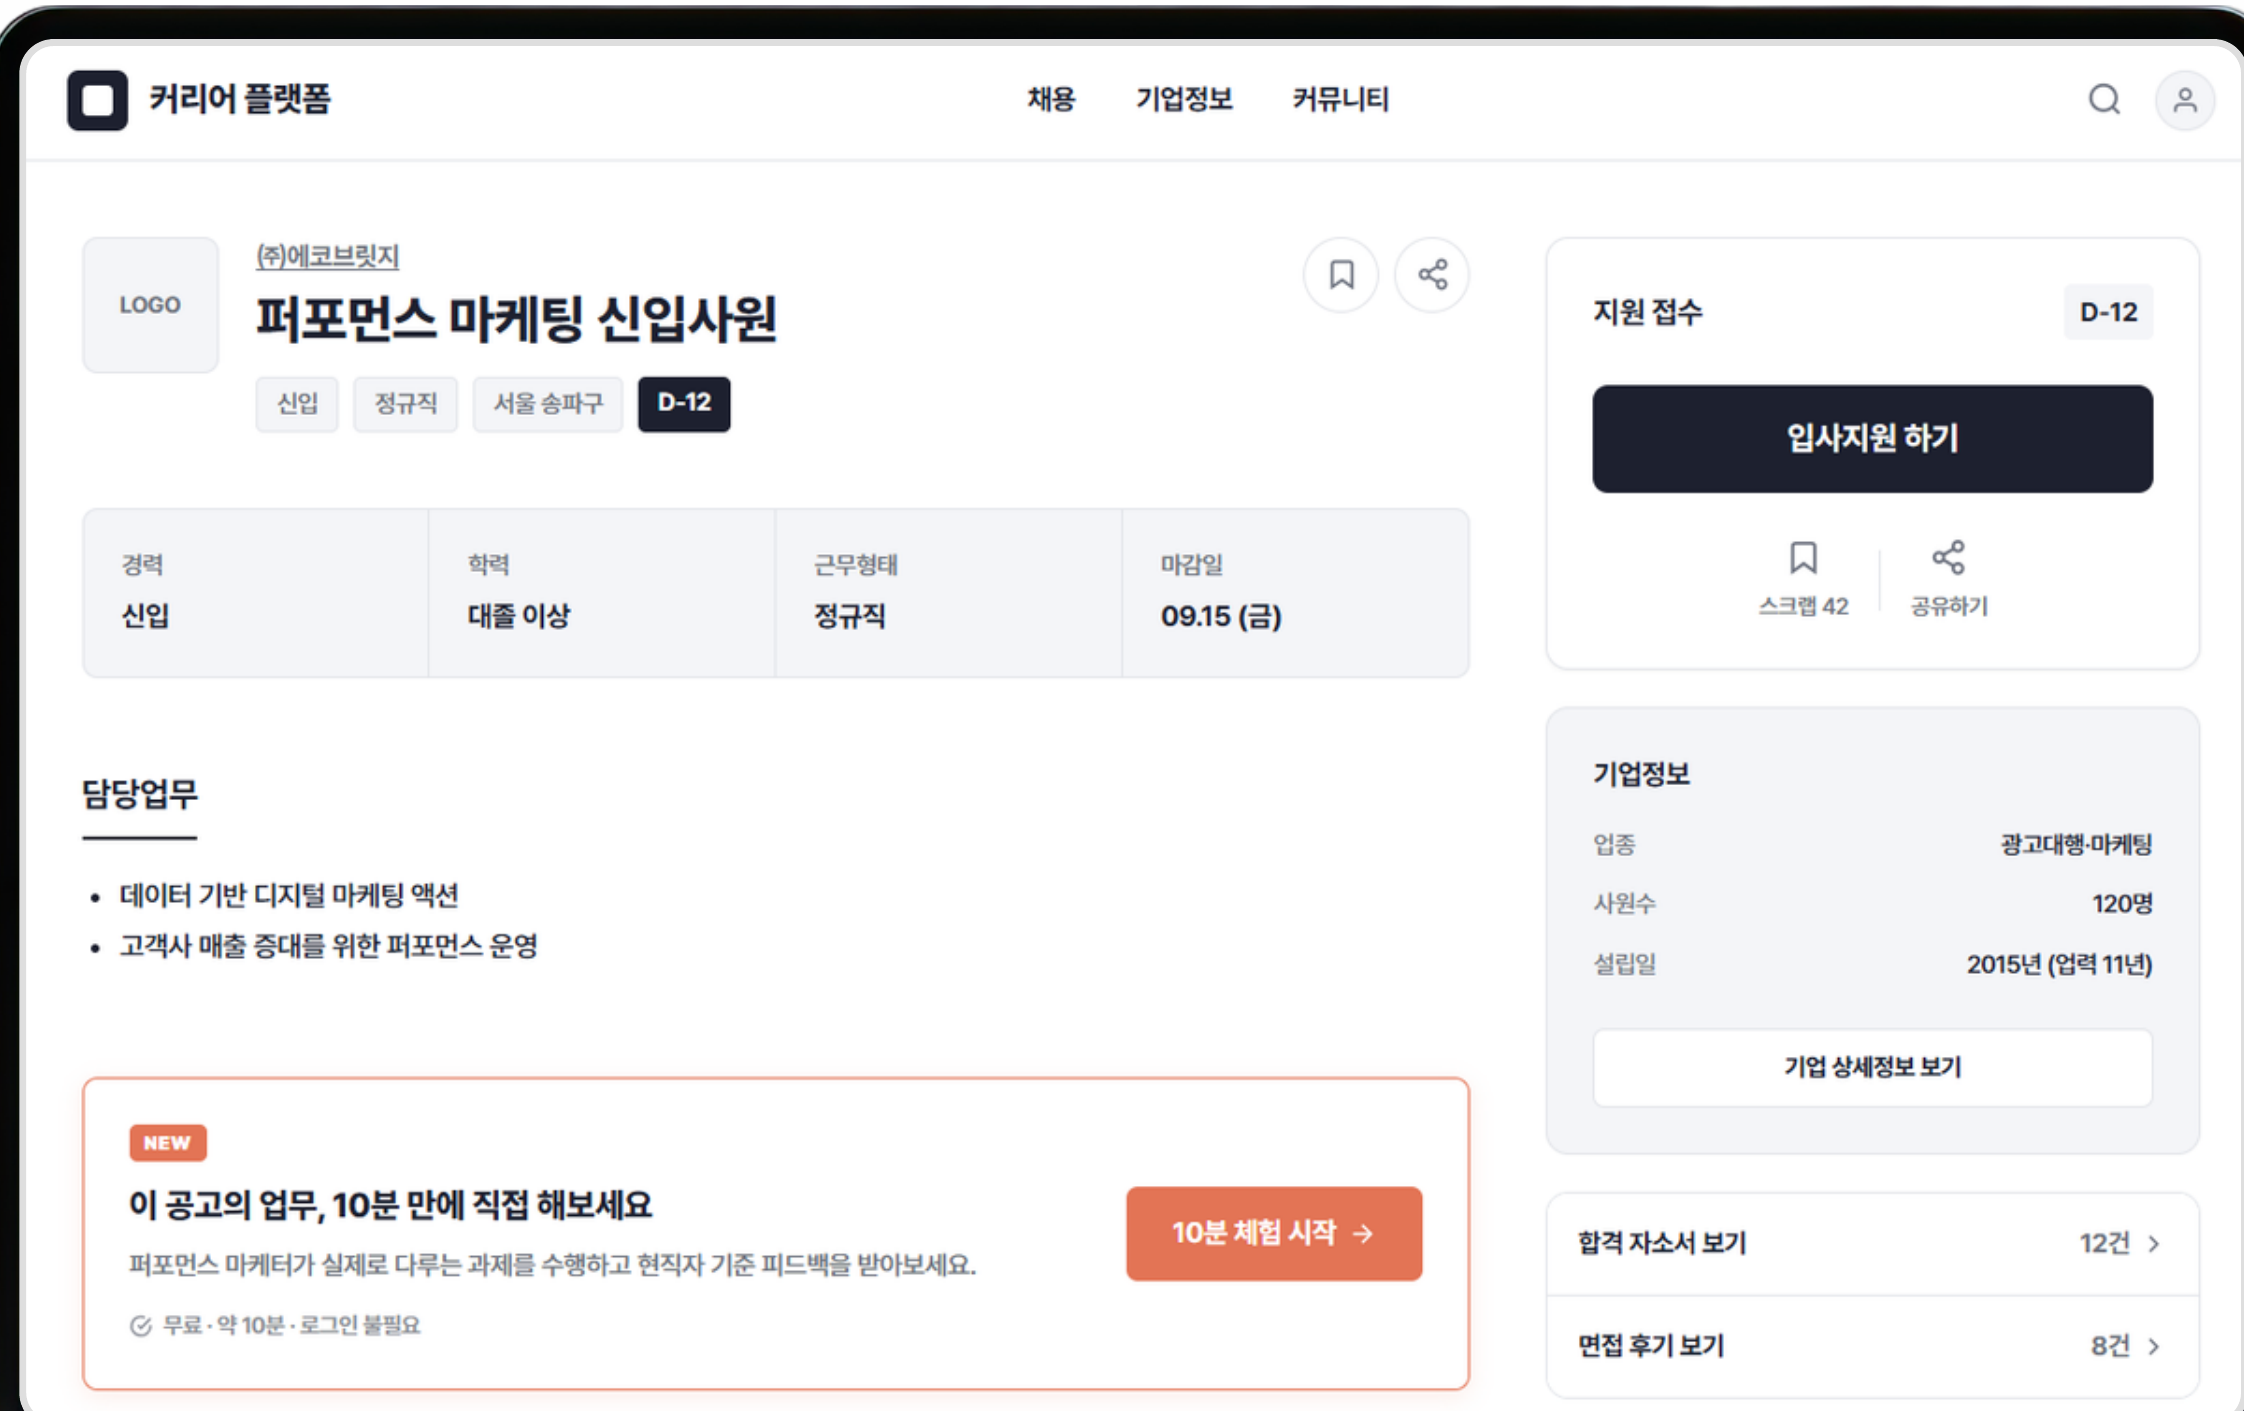 커리어 플랫폼
채용
기업정보
커뮤니티
LOGO
(주)에코브릿지
퍼포먼스 마케팅 신입사원
신입
정규직
서울 송파구
D-12
경력
신입
학력
대졸 이상
근무형태
정규직
마감일
09.15 (금)
담당업무
• 데이터 기반 디지털 마케팅 액션
• 고객사 매출 증대를 위한 퍼포먼스 운영
NEW
이 공고의 업무, 10분 만에 직접 해보세요
퍼포먼스 마케터가 실제로 다루는 과제를 수행하고 현직자 기준 피드백을 받아보세요.
무료 · 약 10분 · 로그인 불필요
10분 체험 시작 →
지원 접수
D-12
입사지원 하기
스크랩 42
공유하기
기업정보
업종
광고대행·마케팅
사원수
120명
설립일
2015년 (업력 11년)
기업 상세정보 보기
합격 자소서 보기
12건 >
면접 후기 보기
8건 >